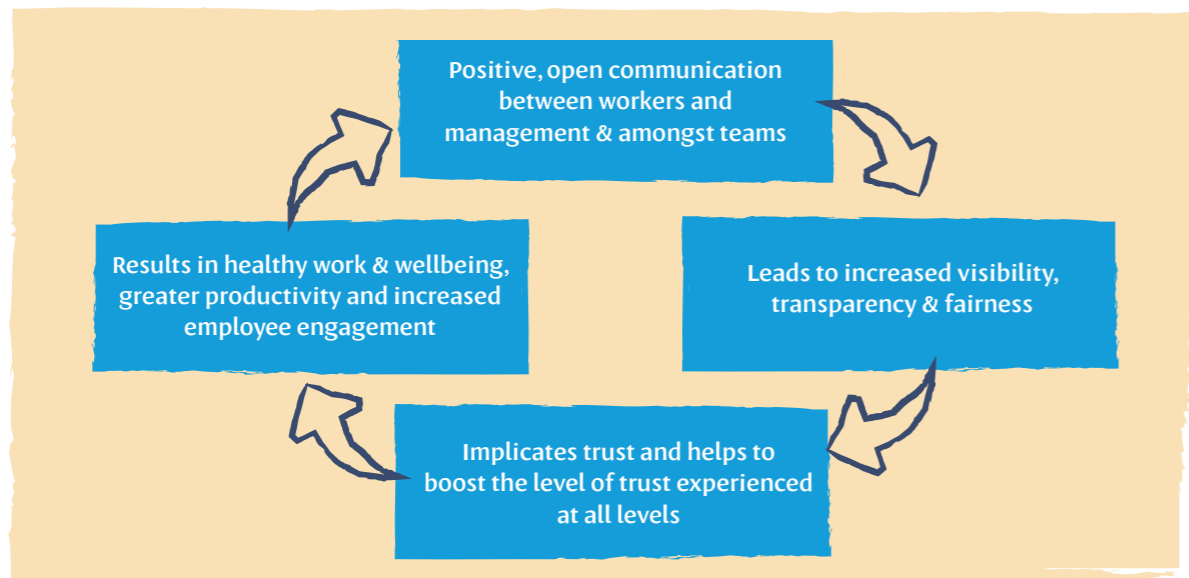 Positive, open communication
between workers and
management & amongst teams
Leads to increased visibility,
transparency & fairness
Implicates trust and helps to
boost the level of trust experienced
at all levels
Results in healthy work & wellbeing,
greater productivity and increased
employee engagement